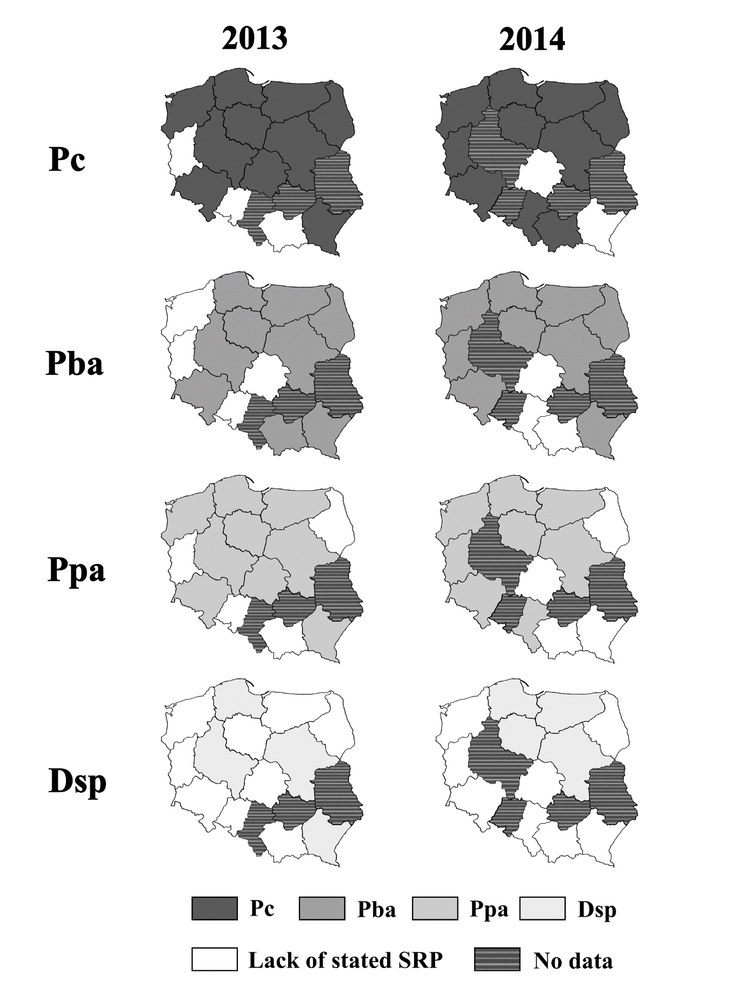 2013 2014
Pc
Pba
Ppa
Dsp
Pc Pba Ppa Dsp
Lack of stated SRP No data